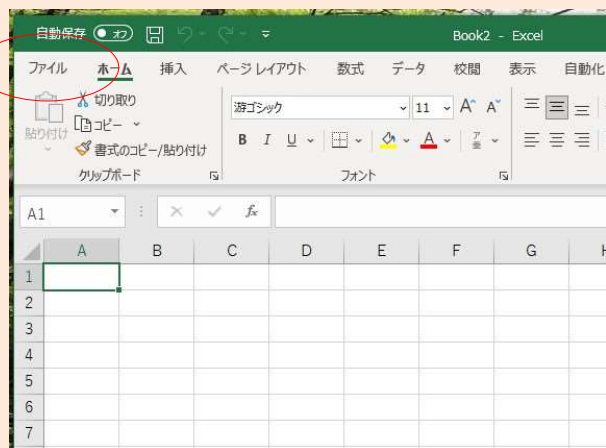 自動保存 オフ Book2 - Excel
ファイル ホーム 挿入 ページ レイアウト 数式 データ 校閲 表示 自動化
貼り付け
切り取り
コピー
書式のコピー/貼り付け
クリップボード
游ゴシック 11 A A
B I U A ア亜
フォント
A1 fx
A B C D E F G H
1
2
3
4
5
6
7